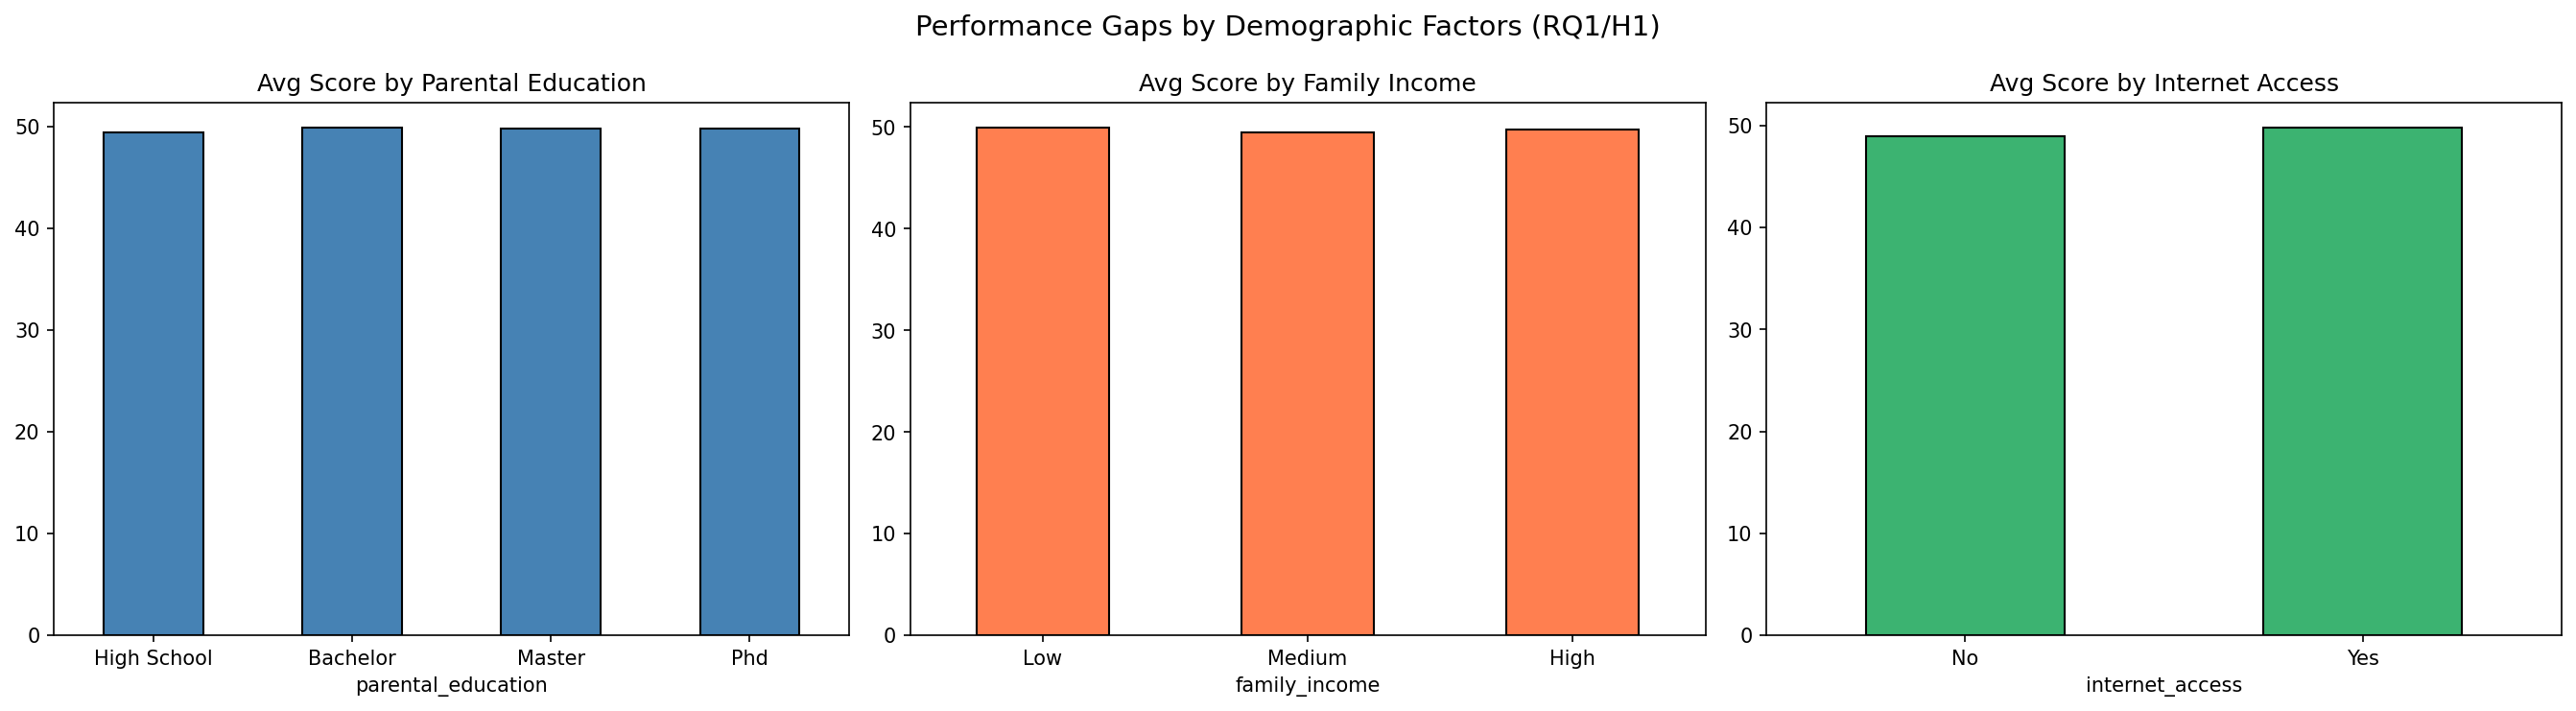 Performance Gaps by Demographic Factors (RQ1/H1)
Avg Score by Parental Education
50
40
30
20
10
0
High School Bachelor Master Phd
parental_education
Avg Score by Family Income
50
40
30
20
10
0
Low Medium High
family_income
Avg Score by Internet Access
50
40
30
20
10
0
No Yes
internet_access